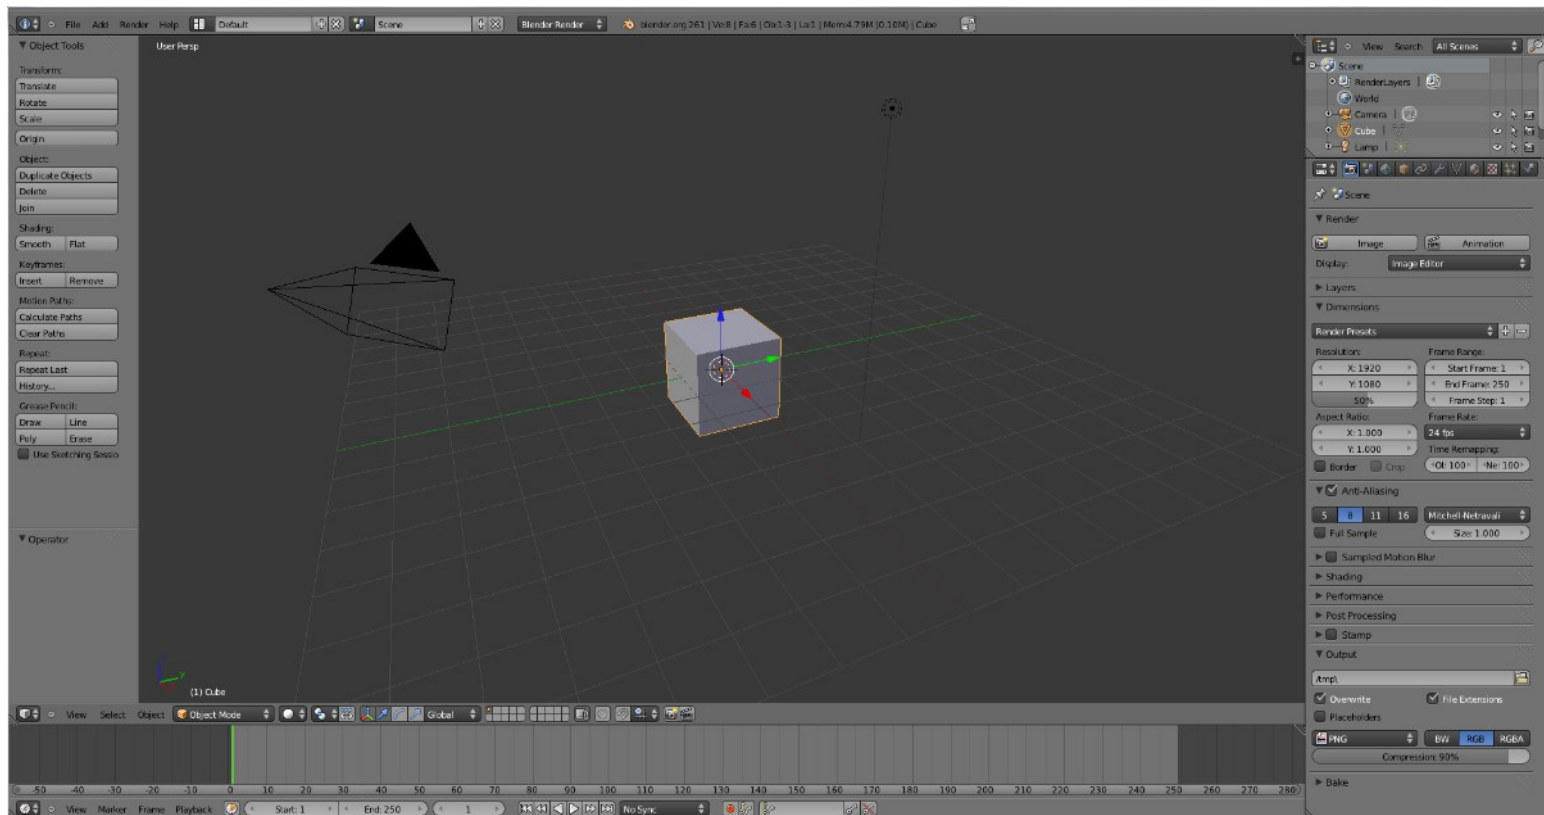 File Add Render Help Default Scene Blender Render blender.org 261 | Ve:8 | Fa:6 | Ob:1-3 | La:1 | Mem:4.79M (0.10M) | Cube
Object Tools
Transform:
Translate
Rotate
Scale
Origin
Object:
Duplicate Objects
Delete
Join
Shading:
Smooth Flat
Keyframes:
Insert Remove
Motion Paths:
Calculate Paths
Clear Paths
Repeat:
Repeat Last
History...
Grease Pencil:
Draw Line
Poly Erase
Use Sketching Sessio
Operator
User Persp
(1) Cube
View Select Object Object Mode Global
-50 -40 -30 -20 -10 0 10 20 30 40 50 60 70 80 90 100 110 120 130 140 150 160 170 180 190 200 210 220 230 240 250 260 270 280
View Marker Frame Playback Start: 1 End: 250 1 No Sync
View Search All Scenes
Scene
RenderLayers |
World
Camera |
Cube |
Lamp |
Scene
Render
Image Animation
Display: Image Editor
Layers
Dimensions
Render Presets
Resolution: Frame Range:
X: 1920 Start Frame: 1
Y: 1080 End Frame: 250
50% Frame Step: 1
Aspect Ratio: Frame Rate:
X: 1.000 24 fps
Y: 1.000 Time Remapping:
Border Crop Ol: 100 Ne: 100
Anti-Aliasing
5 8 11 16 Mitchell-Netravali
Full Sample Size: 1.000
Sampled Motion Blur
Shading
Performance
Post Processing
Stamp
Output
/tmp\
Overwrite File Extensions
Placeholders
PNG BW RGB RGBA
Compression: 90%
Bake